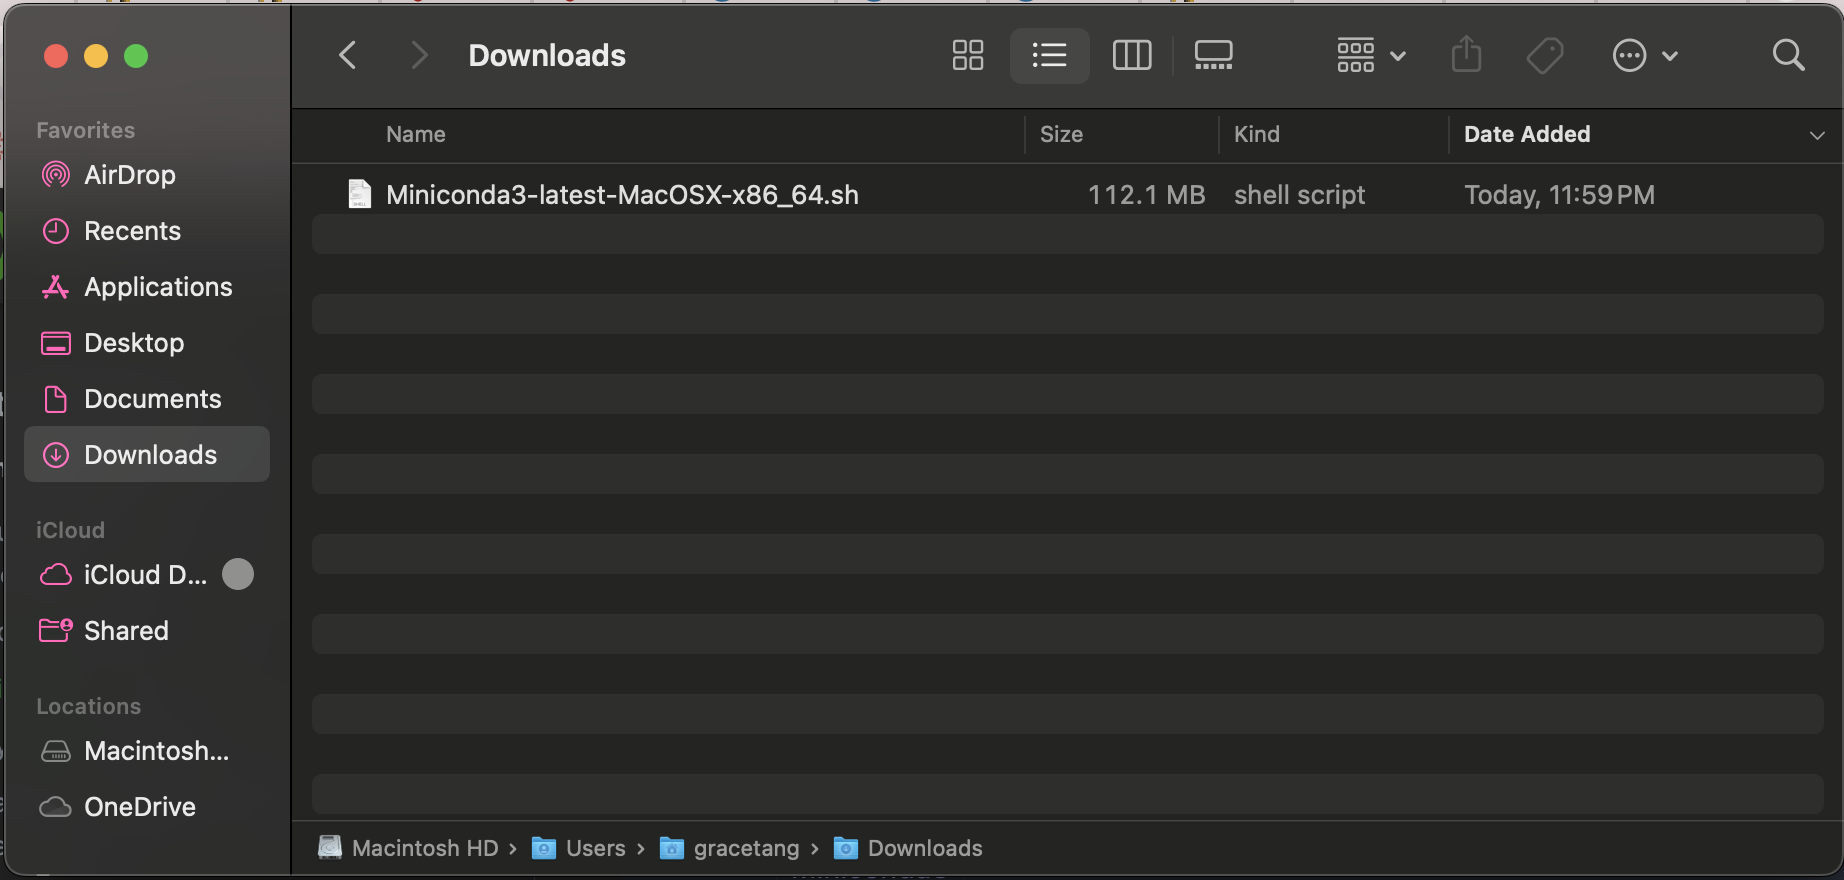 Downloads
Favorites
AirDrop
Recents
Applications
Desktop
Documents
Downloads
iCloud
iCloud D...
Shared
Locations
Macintosh...
OneDrive
Name Size Kind Date Added
Miniconda3-latest-MacOSX-x86_64.sh 112.1 MB shell script Today, 11:59 PM
Macintosh HD › Users › gracetang › Downloads